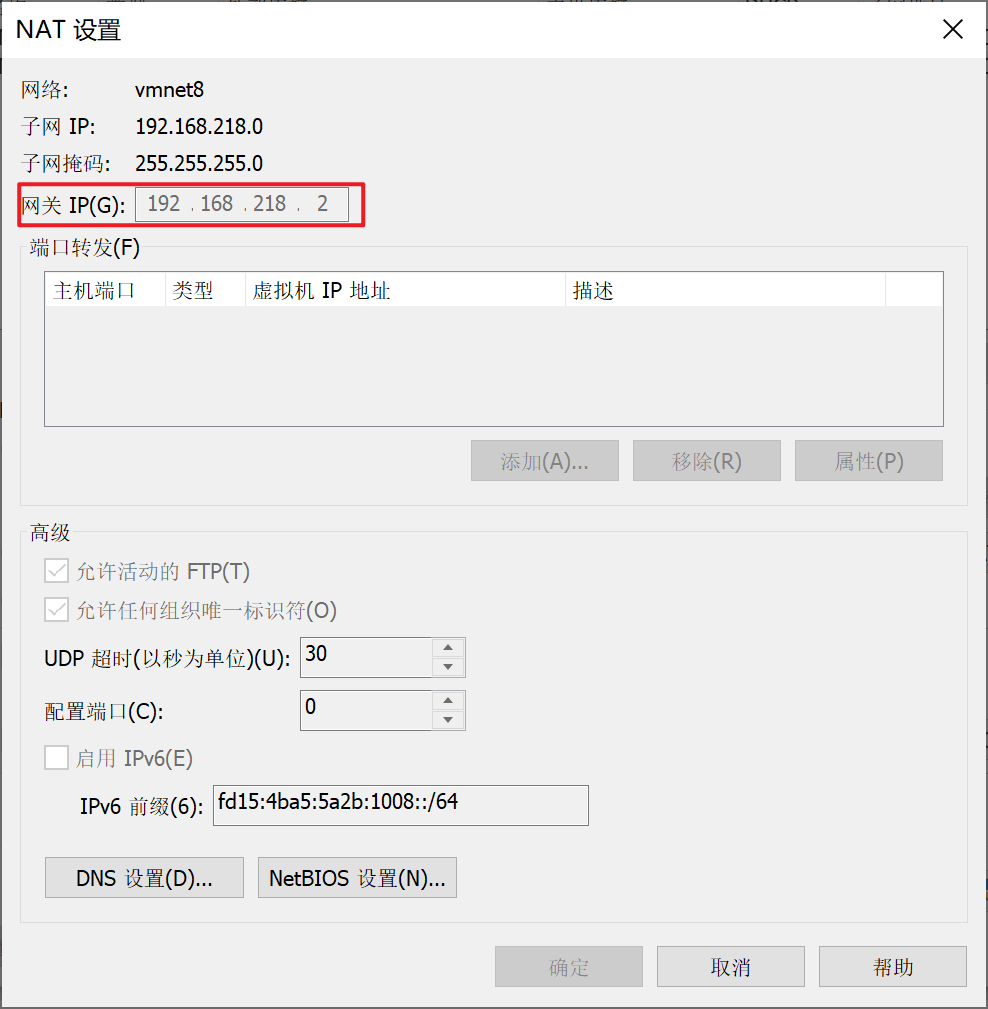 NAT 设置
网络: vmnet8
子网 IP: 192.168.218.0
子网掩码: 255.255.255.0
网关 IP(G): 192 . 168 . 218 . 2
端口转发(F)
主机端口 类型 虚拟机 IP 地址 描述
添加(A)... 移除(R) 属性(P)
高级
允许活动的 FTP(T)
允许任何组织唯一标识符(O)
UDP 超时(以秒为单位)(U): 30
配置端口(C): 0
启用 IPv6(E)
IPv6 前缀(6): fd15:4ba5:5a2b:1008::/64
DNS 设置(D)... NetBIOS 设置(N)...
确定 取消 帮助